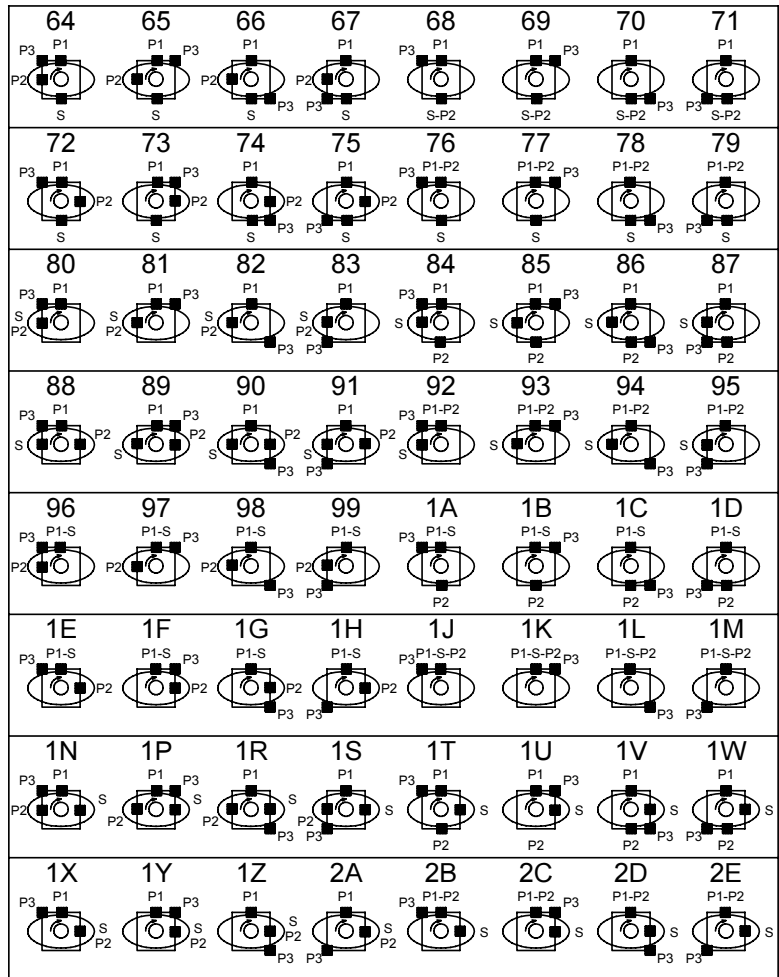 64 65 66 67 68 69 70 71
P3 P1 P1 P3 P1 P1 P3 P1 P1 P3 P1 P1
P2 P2 P2 P2
P3 P3 P3 P3
S S S S S-P2 S-P2 S-P2 S-P2
72 73 74 75 76 77 78 79
P3 P1 P1 P3 P1 P1 P3 P1-P2 P1-P2 P3 P1-P2 P1-P2
P2 P2 P2 P2
P3 P3 P3 P3
S S S S S S S S
80 81 82 83 84 85 86 87
P3 P1 P1 P3 P1 P1 P3 P1 P1 P3 P1 P1
S S S S S S S S
P2 P2 P2 P2
P3 P3 P3 P3
P2 P2 P2 P2
88 89 90 91 92 93 94 95
P3 P1 P1 P3 P1 P1 P3 P1-P2 P1-P2 P3 P1-P2 P1-P2
P2 P2 P2 P2
S S S S S S S S
P3 P3 P3 P3
96 97 98 99 1A 1B 1C 1D
P3 P1-S P1-S P3 P1-S P1-S P3 P1-S P1-S P3 P1-S P1-S
P2 P2 P2 P2
P3 P3 P3 P3
P2 P2 P2 P2
1E 1F 1G 1H 1J 1K 1L 1M
P3 P1-S P1-S P3 P1-S P1-S P3 P1-S-P2 P1-S-P2 P3 P1-S-P2 P1-S-P2
P2 P2 P2 P2
P3 P3 P3 P3
1N 1P 1R 1S 1T 1U 1V 1W
P3 P1 P1 P3 P1 P1 P3 P1 P1 P3 P1 P1
S S S S S S S S
P2 P2 P2 P2
P3 P3 P3 P3
P2 P2 P2 P2
1X 1Y 1Z 2A 2B 2C 2D 2E
P3 P1 P1 P3 P1 P1 P3 P1-P2 P1-P2 P3 P1-P2 P1-P2
S S S S S S S S
P2 P2 P2 P2
P3 P3 P3 P3